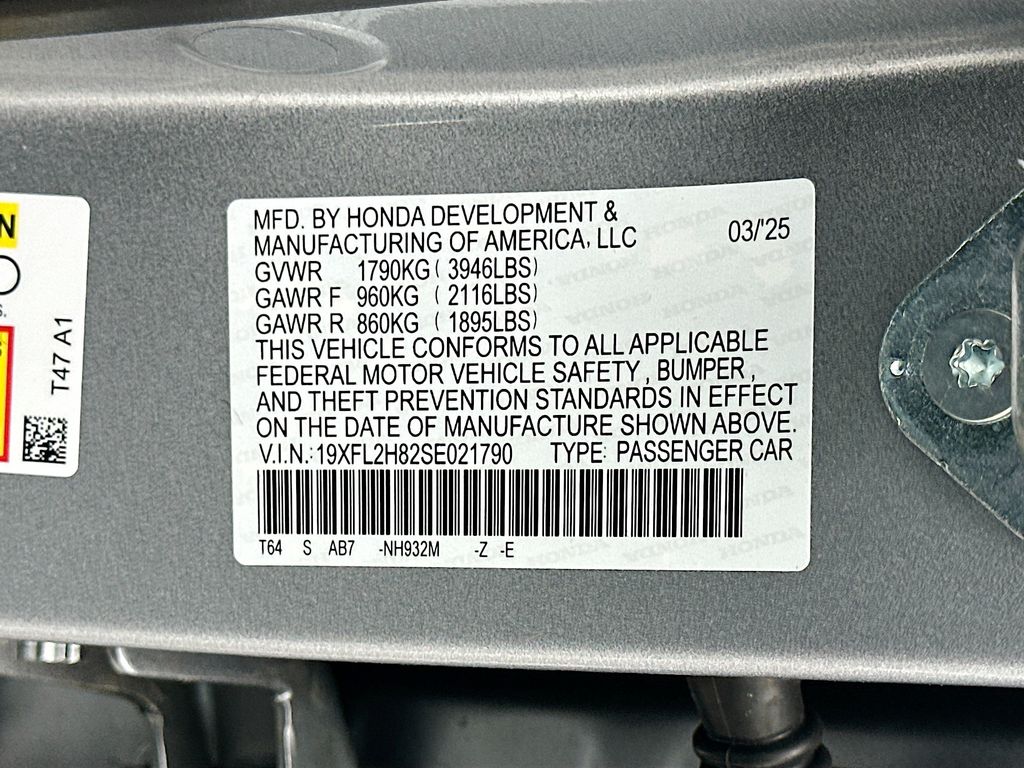 MFD. BY HONDA DEVELOPMENT &
MANUFACTURING OF AMERICA, LLC 03/'25
GVWR 1790KG ( 3946LBS)
GAWR F 960KG ( 2116LBS)
GAWR R 860KG ( 1895LBS)
THIS VEHICLE CONFORMS TO ALL APPLICABLE
FEDERAL MOTOR VEHICLE SAFETY , BUMPER ,
AND THEFT PREVENTION STANDARDS IN EFFECT
ON THE DATE OF MANUFACTURE SHOWN ABOVE.
V.I.N.: 19XFL2H82SE021790 TYPE: PASSENGER CAR
T64 S AB7 -NH932M -Z -E
T47 A1